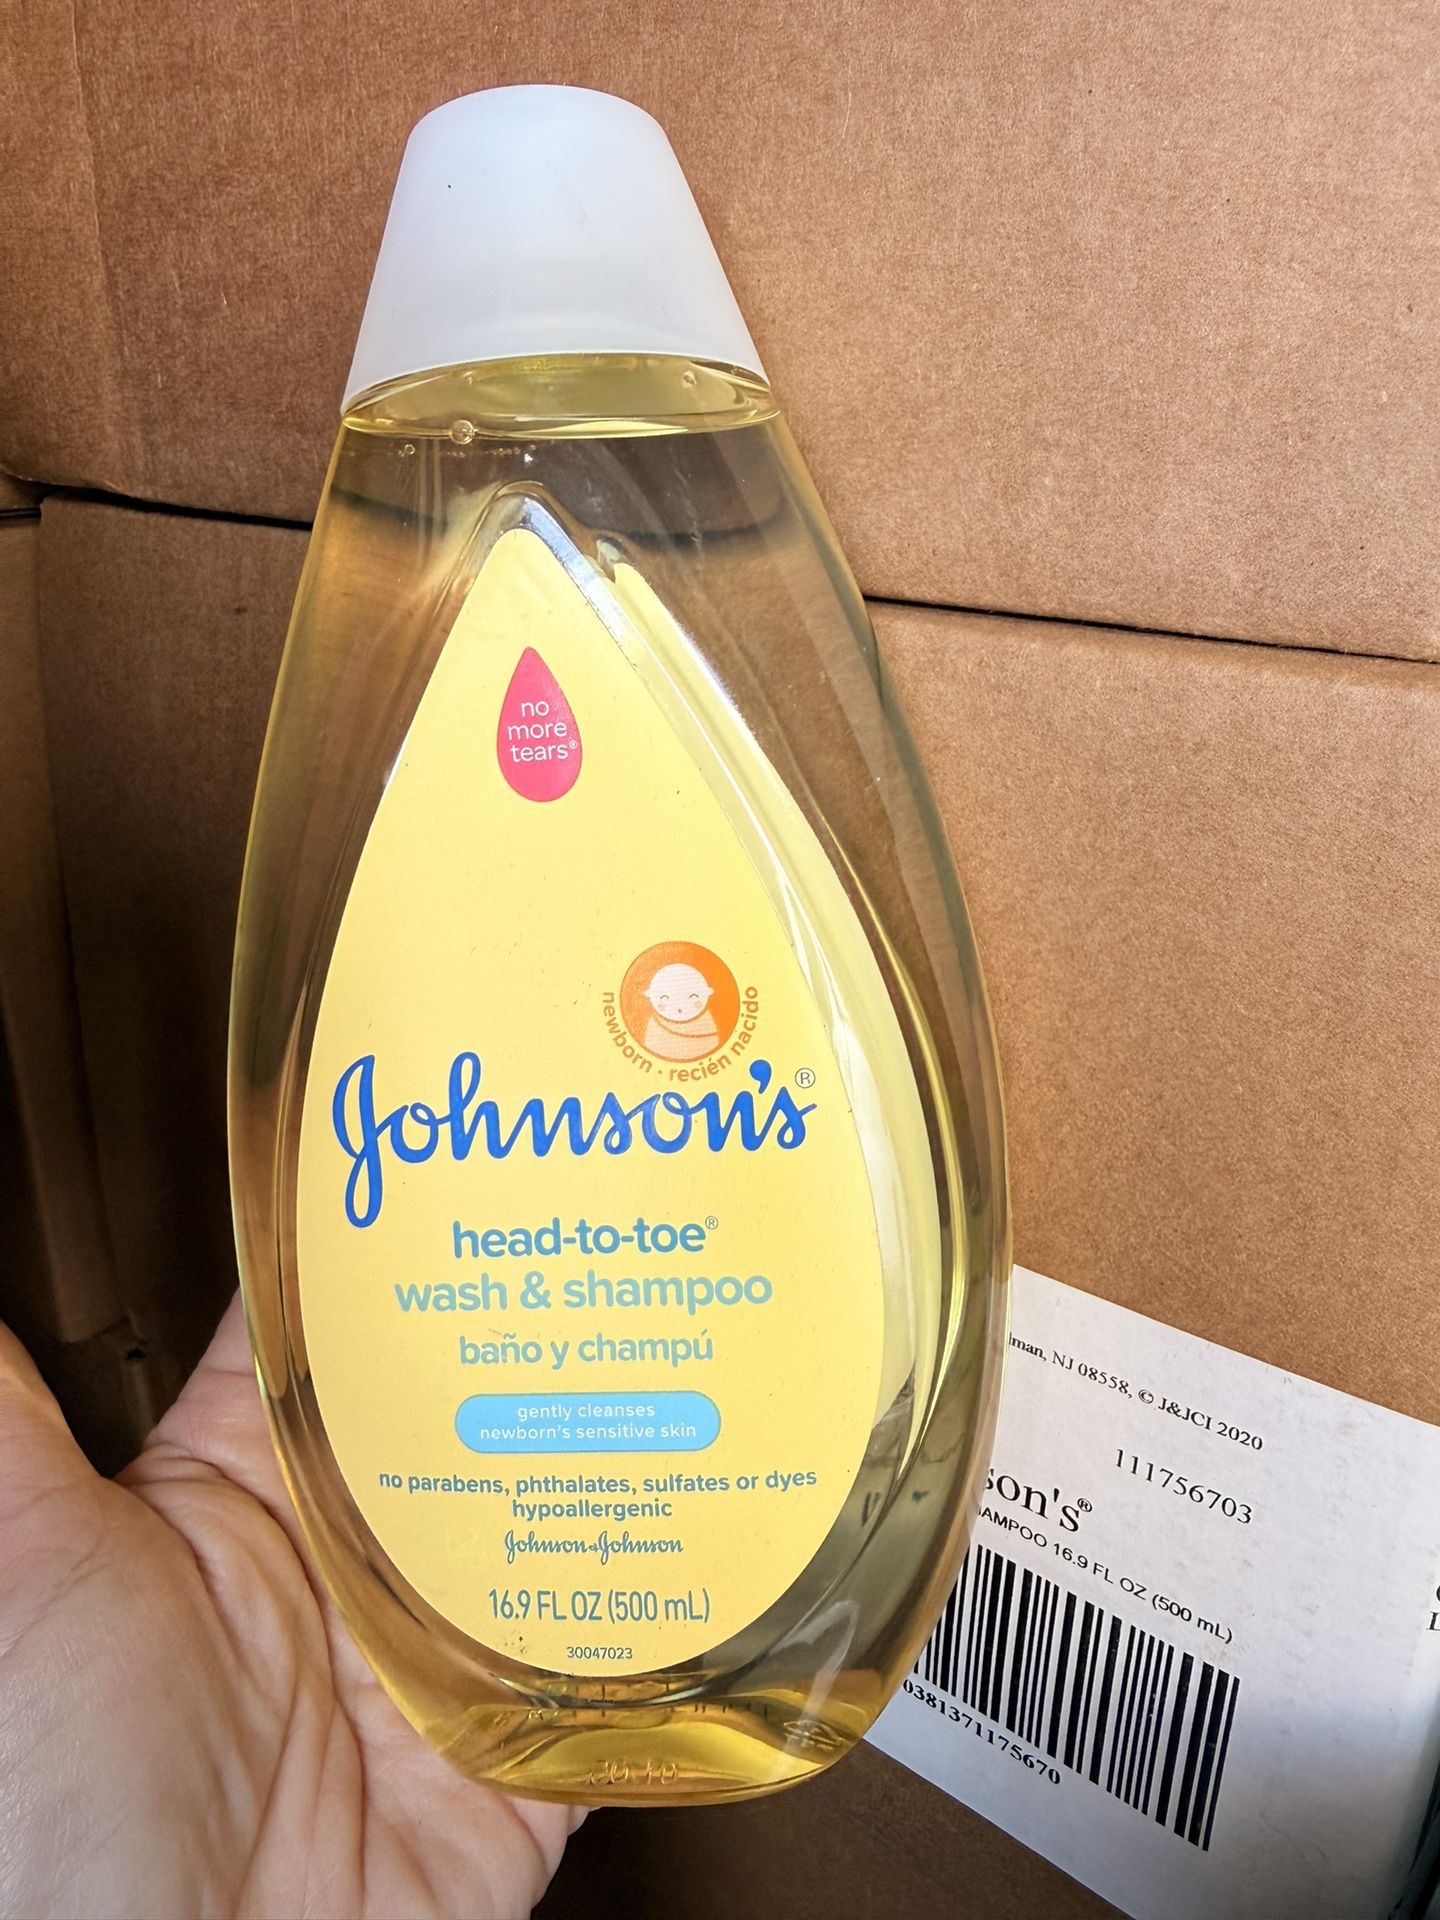 no
more
tears®
newborn · recién nacido
Johnson's®
head-to-toe®
wash & shampoo
baño y champú
gently cleanses
newborn's sensitive skin
no parabens, phthalates, sulfates or dyes
hypoallergenic
Johnson & Johnson
16.9 FL OZ (500 mL)
30047023
NJ 08558, © J&JCI 2020
111756703
son's®
16.9 FL OZ (500 mL)
0381371175670